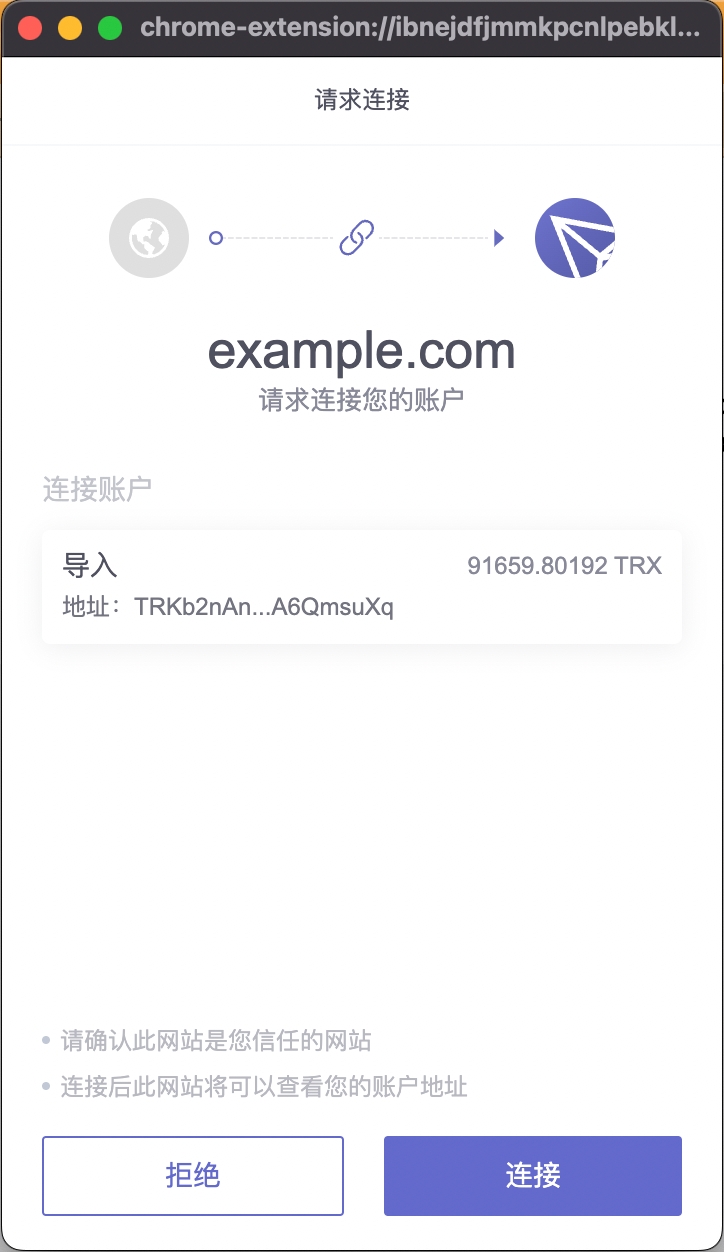 chrome-extension://ibnejdfjmmkpcnlpebkl...
请求连接
example.com
请求连接您的账户
连接账户
导入 91659.80192 TRX
地址：TRKb2nAn...A6QmsuXq
• 请确认此网站是您信任的网站
• 连接后此网站将可以查看您的账户地址
拒绝 连接